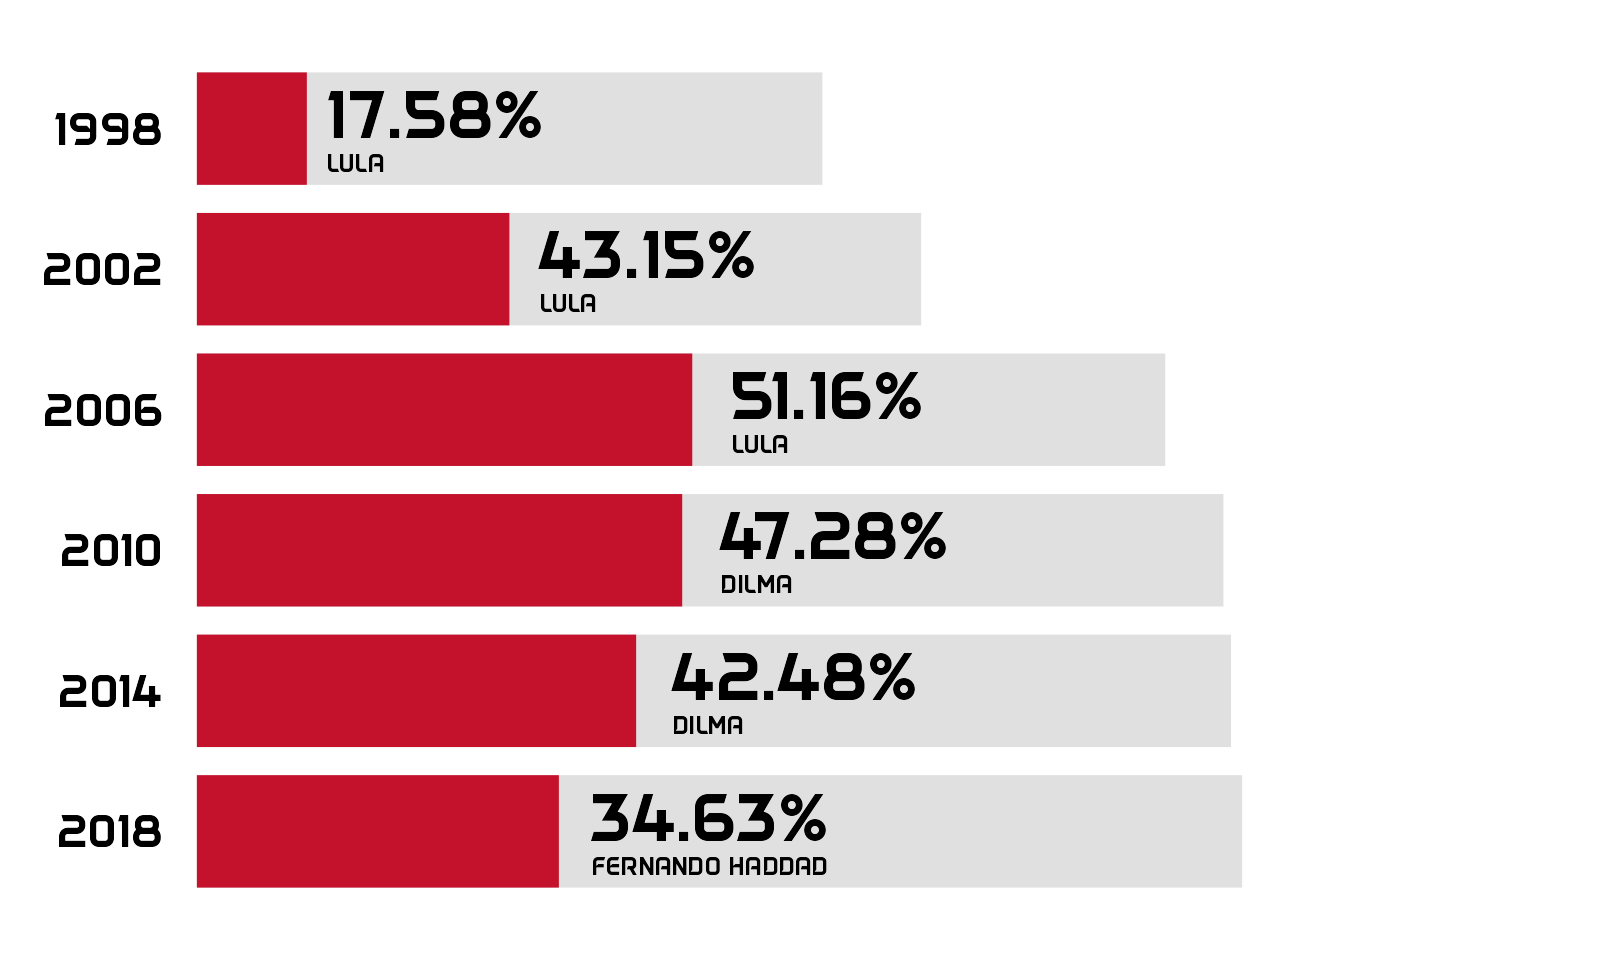 1998
17.58%
LULA
2002
43.15%
LULA
2006
51.16%
LULA
2010
47.28%
DILMA
2014
42.48%
DILMA
2018
34.63%
FERNANDO HADDAD